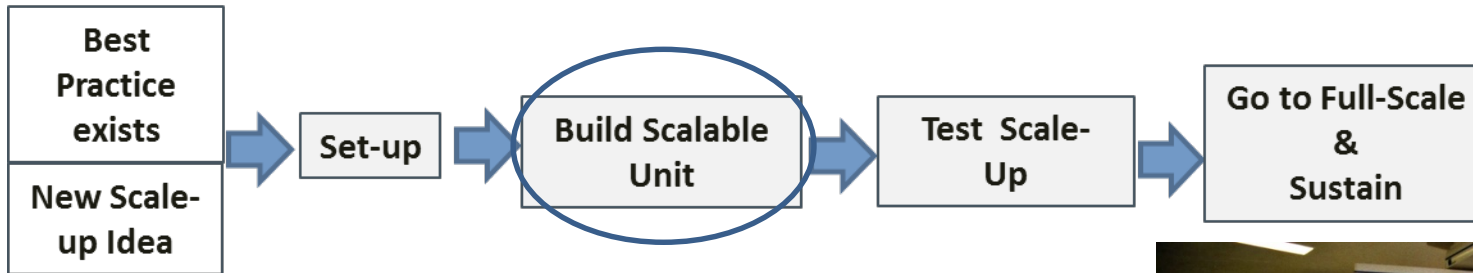 Best
Practice
exists
New Scale-
up Idea
Set-up
Build Scalable
Unit
Test Scale-
Up
Go to Full-Scale
&
Sustain